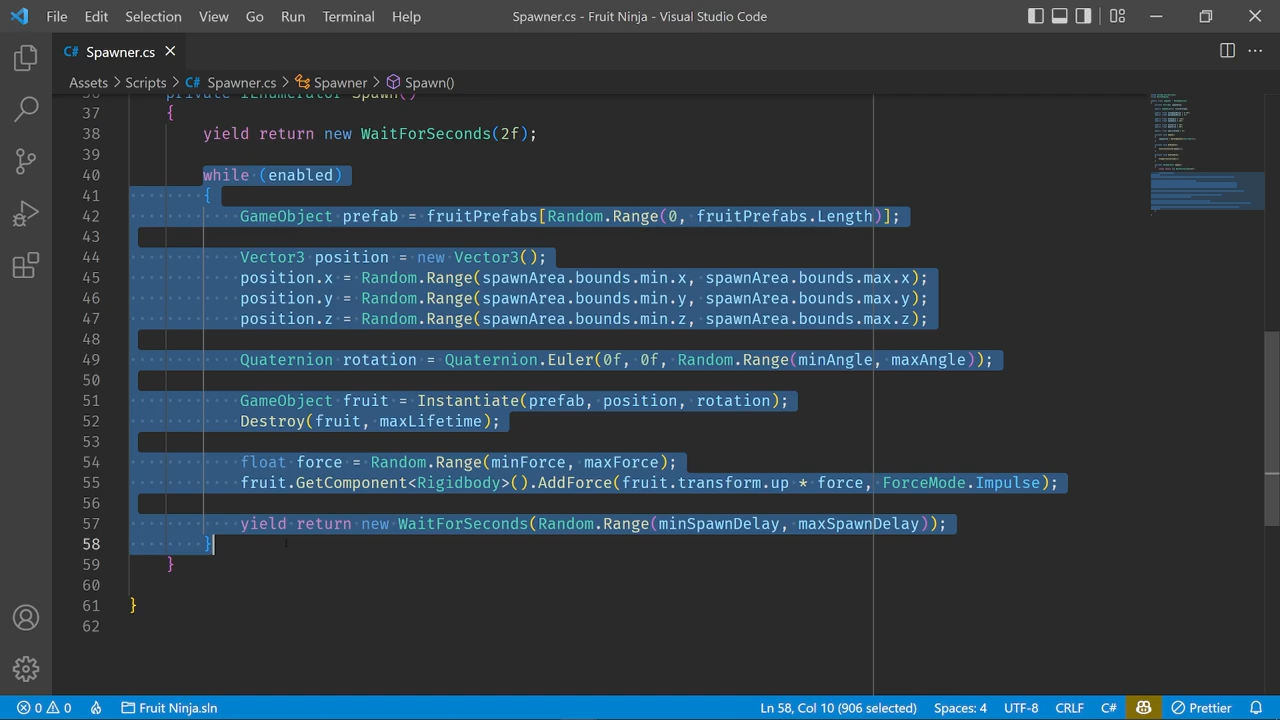 File Edit Selection View Go Run Terminal Help Spawner.cs - Fruit Ninja - Visual Studio Code
C# Spawner.cs
Assets > Scripts > C# Spawner.cs > Spawner > Spawn()
36 private IEnumerator Spawn()
37 {
38 yield return new WaitForSeconds(2f);
39
40 while (enabled)
41 {
42 GameObject prefab = fruitPrefabs[Random.Range(0, fruitPrefabs.Length)];
43
44 Vector3 position = new Vector3();
45 position.x = Random.Range(spawnArea.bounds.min.x, spawnArea.bounds.max.x);
46 position.y = Random.Range(spawnArea.bounds.min.y, spawnArea.bounds.max.y);
47 position.z = Random.Range(spawnArea.bounds.min.z, spawnArea.bounds.max.z);
48
49 Quaternion rotation = Quaternion.Euler(0f, 0f, Random.Range(minAngle, maxAngle));
50
51 GameObject fruit = Instantiate(prefab, position, rotation);
52 Destroy(fruit, maxLifetime);
53
54 float force = Random.Range(minForce, maxForce);
55 fruit.GetComponent<Rigidbody>().AddForce(fruit.transform.up * force, ForceMode.Impulse);
56
57 yield return new WaitForSeconds(Random.Range(minSpawnDelay, maxSpawnDelay));
58 }
59 }
60
61 }
62
0 0 Fruit Ninja.sln Ln 58, Col 10 (906 selected) Spaces: 4 UTF-8 CRLF C# Prettier